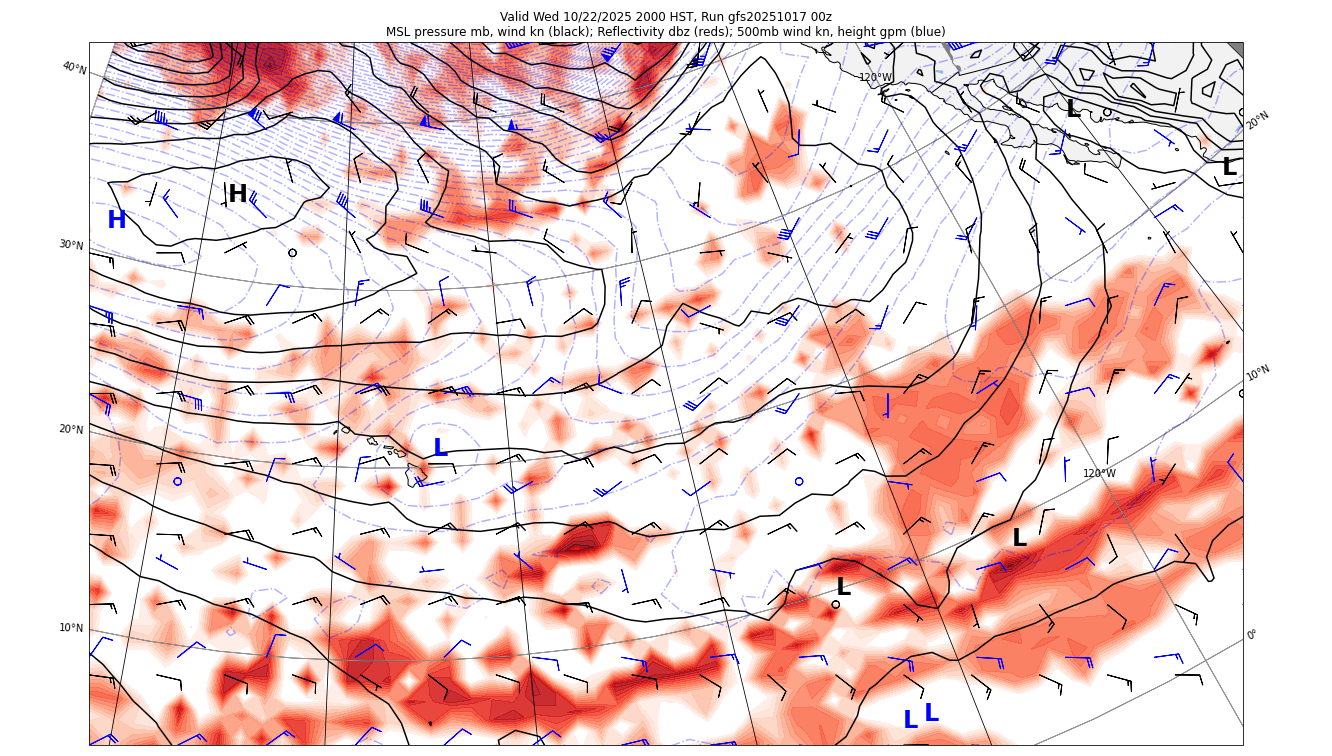 Valid Wed 10/22/2025 2000 HST, Run gfs20251017 00z
MSL pressure mb, wind kn (black); Reflectivity dbz (reds); 500mb wind kn, height gpm (blue)
40°N
120°W
L
20°N
L
H
H
30°N
10°N
20°N
L
120°W
L
L
10°N
0°
L
L